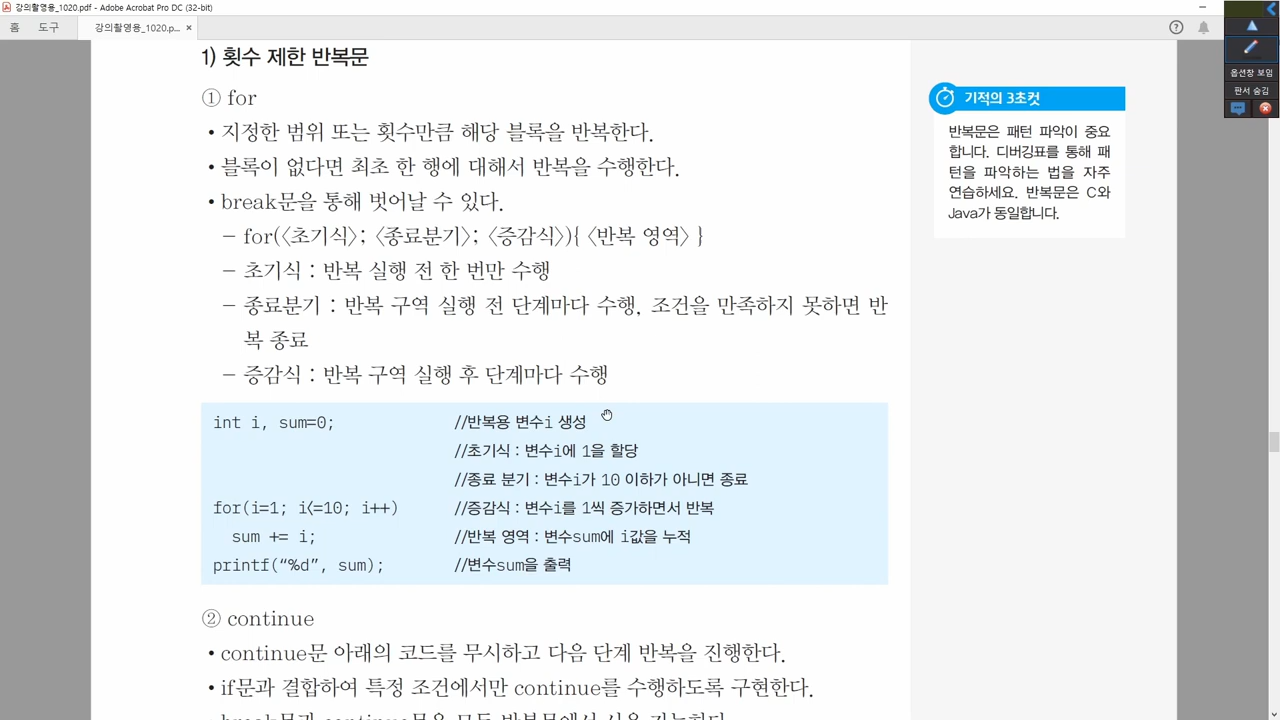 강의촬영용_1020.pdf - Adobe Acrobat Pro DC (32-bit)
홈 도구 강의촬영용_1020.p... ×
옵션창 보임
판서 숨김
1) 횟수 제한 반복문
① for
• 지정한 범위 또는 횟수만큼 해당 블록을 반복한다.
• 블록이 없다면 최초 한 행에 대해서 반복을 수행한다.
• break문을 통해 벗어날 수 있다.
– for(〈초기식〉; 〈종료분기〉; 〈증감식〉){ 〈반복 영역〉 }
– 초기식 : 반복 실행 전 한 번만 수행
– 종료분기 : 반복 구역 실행 전 단계마다 수행, 조건을 만족하지 못하면 반
복 종료
– 증감식 : 반복 구역 실행 후 단계마다 수행
int i, sum=0; //반복용 변수i 생성
//초기식 : 변수i에 1을 할당
//종료 분기 : 변수i가 10 이하가 아니면 종료
for(i=1; i<=10; i++) //증감식 : 변수i를 1씩 증가하면서 반복
sum += i; //반복 영역 : 변수sum에 i값을 누적
printf(“%d”, sum); //변수sum을 출력
② continue
• continue문 아래의 코드를 무시하고 다음 단계 반복을 진행한다.
• if문과 결합하여 특정 조건에서만 continue를 수행하도록 구현한다.
기적의 3초컷
반복문은 패턴 파악이 중요
합니다. 디버깅표를 통해 패
턴을 파악하는 법을 자주
연습하세요. 반복문은 C와
Java가 동일합니다.